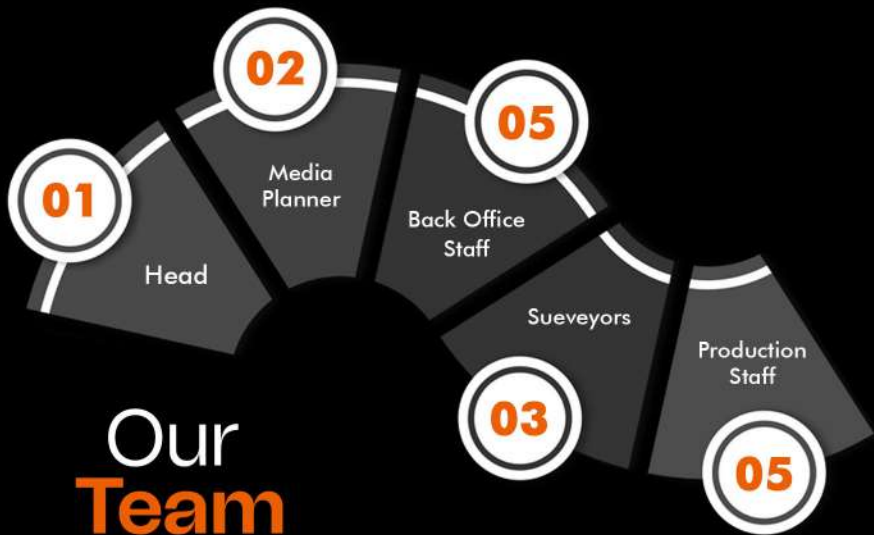 01
Head
02
Media
Planner
05
Back Office
Staff
03
Sueveyors
05
Production
Staff
Our
Team